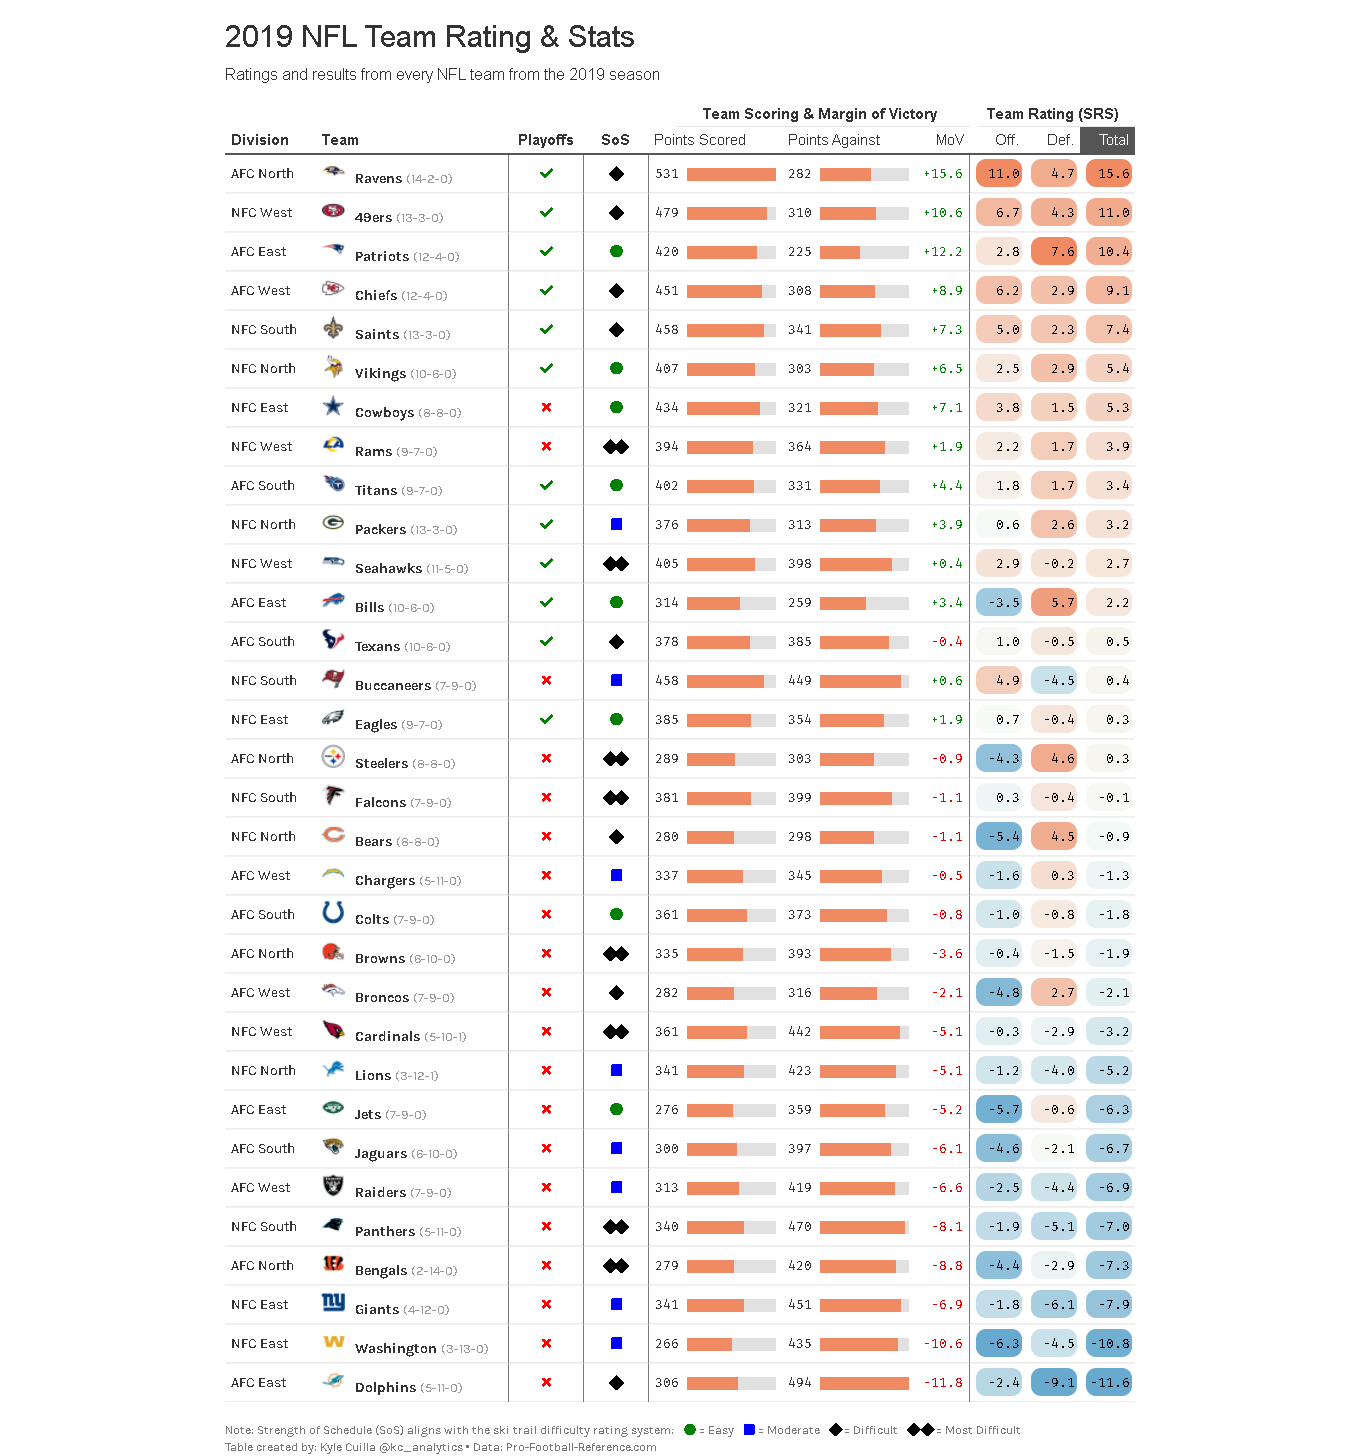 2019 NFL Team Rating & Stats
Ratings and results from every NFL team from the 2019 season
Team Scoring & Margin of Victory Team Rating (SRS)
Division Team Playoffs SoS Points Scored Points Against MoV Off. Def. Total
AFC North Ravens (14-2-0) 531 282 +15.6 11.0 4.7 15.6
NFC West 49ers (13-3-0) 479 310 +10.6 6.7 4.3 11.0
AFC East Patriots (12-4-0) 420 225 +12.2 2.8 7.6 10.4
AFC West Chiefs (12-4-0) 451 308 +8.9 6.2 2.9 9.1
NFC South Saints (13-3-0) 458 341 +7.3 5.0 2.3 7.4
NFC North Vikings (10-6-0) 407 303 +6.5 2.5 2.9 5.4
NFC East Cowboys (8-8-0) 434 321 +7.1 3.8 1.5 5.3
NFC West Rams (9-7-0) 394 364 +1.9 2.2 1.7 3.9
AFC South Titans (9-7-0) 402 331 +4.4 1.8 1.7 3.4
NFC North Packers (13-3-0) 376 313 +3.9 0.6 2.6 3.2
NFC West Seahawks (11-5-0) 405 398 +0.4 2.9 -0.2 2.7
AFC East Bills (10-6-0) 314 259 +3.4 -3.5 5.7 2.2
AFC South Texans (10-6-0) 378 385 -0.4 1.0 -0.5 0.5
NFC South Buccaneers (7-9-0) 458 449 +0.6 4.9 -4.5 0.4
NFC East Eagles (9-7-0) 385 354 +1.9 0.7 -0.4 0.3
AFC North Steelers (8-8-0) 289 303 -0.9 -4.3 4.6 0.3
NFC South Falcons (7-9-0) 381 399 -1.1 0.3 -0.4 -0.1
NFC North Bears (8-8-0) 280 298 -1.1 -5.4 4.5 -0.9
AFC West Chargers (5-11-0) 337 345 -0.5 -1.6 0.3 -1.3
AFC South Colts (7-9-0) 361 373 -0.8 -1.0 -0.8 -1.8
AFC North Browns (6-10-0) 335 393 -3.6 -0.4 -1.5 -1.9
AFC West Broncos (7-9-0) 282 316 -2.1 -4.8 2.7 -2.1
NFC West Cardinals (5-10-1) 361 442 -5.1 -0.3 -2.9 -3.2
NFC North Lions (3-12-1) 341 423 -5.1 -1.2 -4.0 -5.2
AFC East Jets (7-9-0) 276 359 -5.2 -5.7 -0.6 -6.3
AFC South Jaguars (6-10-0) 300 397 -6.1 -4.6 -2.1 -6.7
AFC West Raiders (7-9-0) 313 419 -6.6 -2.5 -4.4 -6.9
NFC South Panthers (5-11-0) 340 470 -8.1 -1.9 -5.1 -7.0
AFC North Bengals (2-14-0) 279 420 -8.8 -4.4 -2.9 -7.3
NFC East Giants (4-12-0) 341 451 -6.9 -1.8 -6.1 -7.9
NFC East Washington (3-13-0) 266 435 -10.6 -6.3 -4.5 -10.8
AFC East Dolphins (5-11-0) 306 494 -11.8 -2.4 -9.1 -11.6
Note: Strength of Schedule (SoS) aligns with the ski trail difficulty rating system: = Easy = Moderate = Difficult = Most Difficult
Table created by: Kyle Cuilla @kc_analytics • Data: Pro-Football-Reference.com